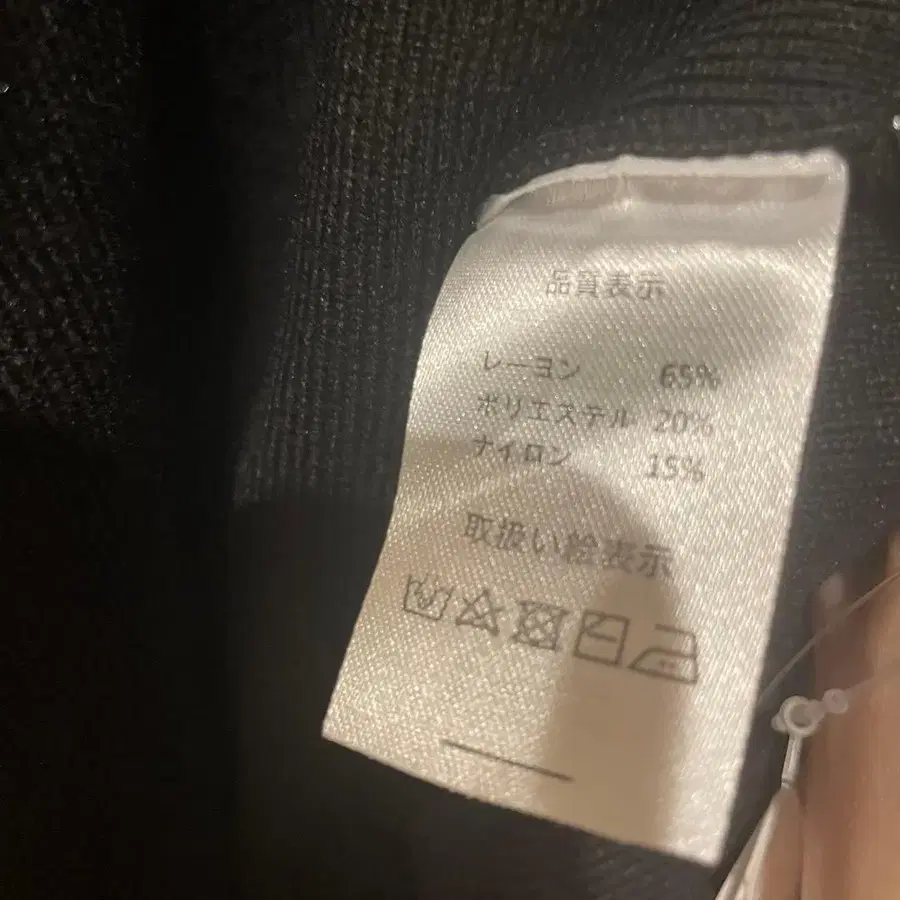 品質表示
レーヨン 65%
ポリエステル 20%
ナイロン 15%
取扱い絵表示